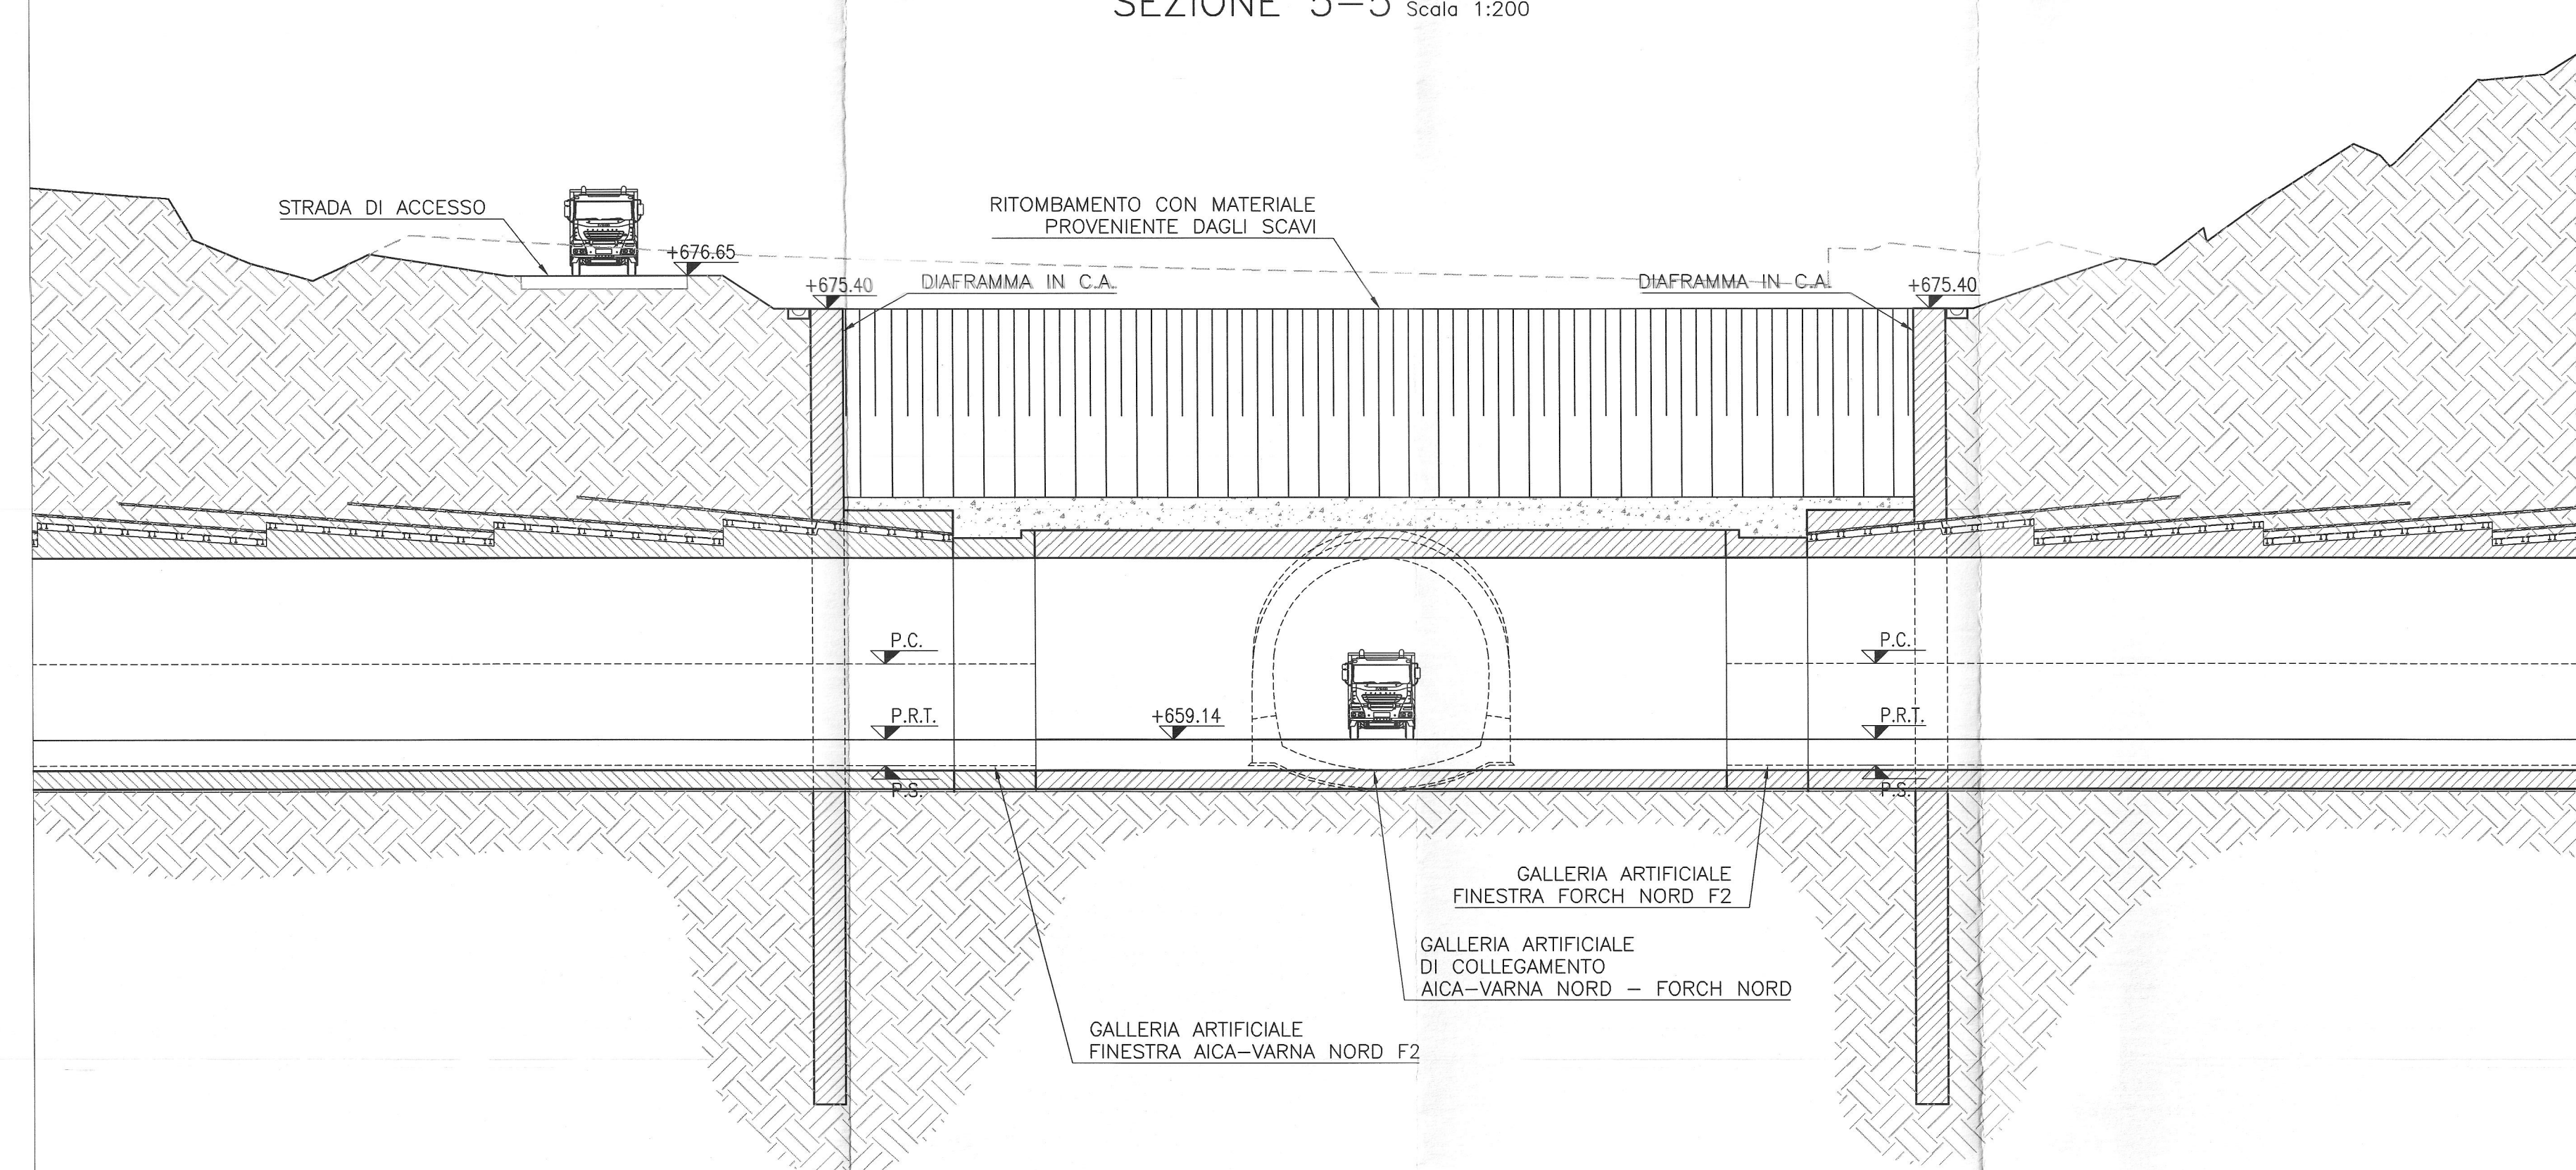 SEZIONE 5-5 Scala 1:200
STRADA DI ACCESSO
+676.65
+675.40
DIAFRAMMA IN C.A.
RITOMBAMENTO CON MATERIALE
PROVENIENTE DAGLI SCAVI
DIAFRAMMA IN C.A.
+675.40
P.C.
P.R.T.
P.S.
+659.14
P.C.
P.R.T.
P.S.
GALLERIA ARTIFICIALE
FINESTRA FORCH NORD F2
GALLERIA ARTIFICIALE
DI COLLEGAMENTO
AICA-VARNA NORD - FORCH NORD
GALLERIA ARTIFICIALE
FINESTRA AICA-VARNA NORD F2